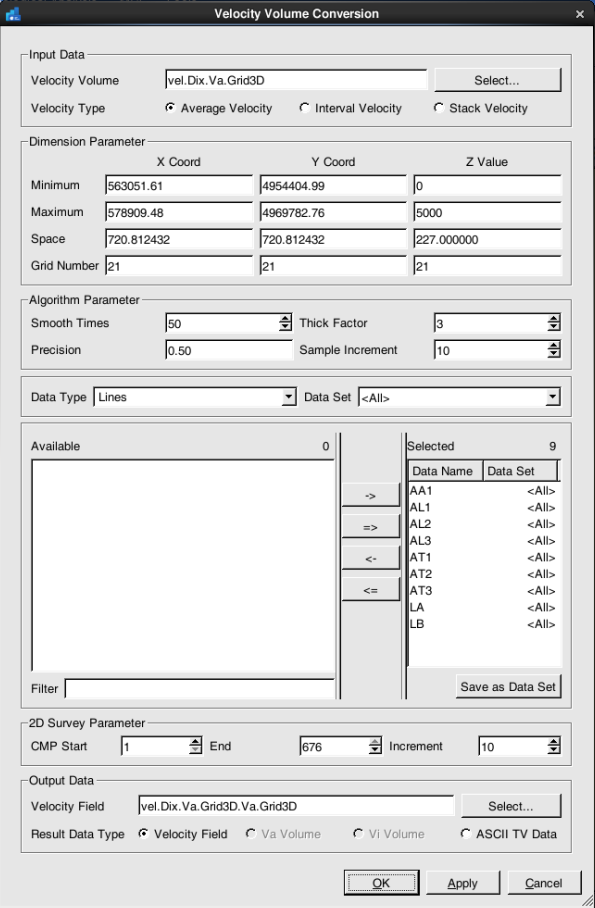 Velocity Volume Conversion
Input Data
Velocity Volume vel.Dix.Va.Grid3D Select...
Velocity Type Average Velocity Interval Velocity Stack Velocity
Dimension Parameter
X Coord Y Coord Z Value
Minimum 563051.61 4954404.99 0
Maximum 578909.48 4969782.76 5000
Space 720.812432 720.812432 227.000000
Grid Number 21 21 21
Algorithm Parameter
Smooth Times 50 Thick Factor 3
Precision 0.50 Sample Increment 10
Data Type Lines Data Set <All>
Available 0 Selected 9
Data Name Data Set
AA1 <All>
AL1 <All>
AL2 <All>
AL3 <All>
AT1 <All>
AT2 <All>
AT3 <All>
LA <All>
LB <All>
->
=>
<-
<=
Filter Save as Data Set
2D Survey Parameter
CMP Start 1 End 676 Increment 10
Output Data
Velocity Field vel.Dix.Va.Grid3D.Va.Grid3D Select...
Result Data Type Velocity Field Va Volume Vi Volume ASCII TV Data
OK Apply Cancel